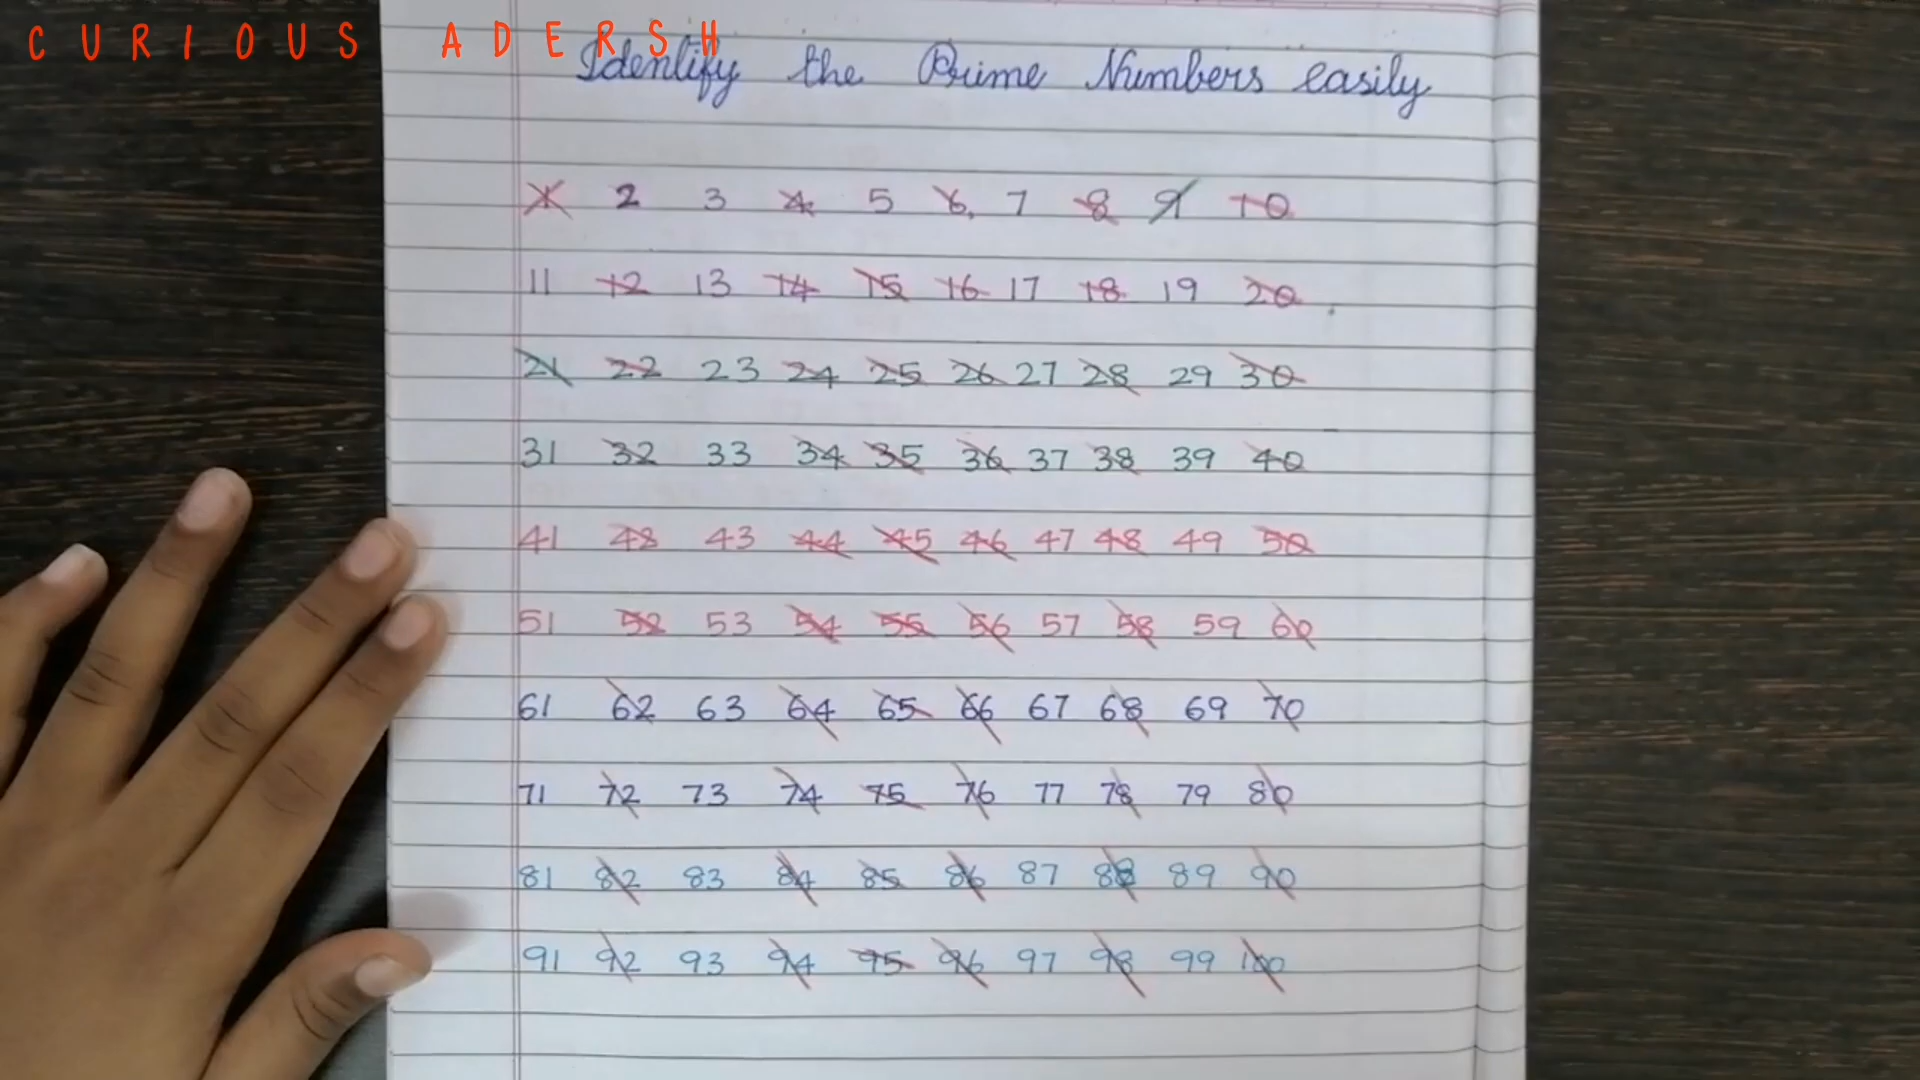 CURIOUS ADERSH
Identify the Prime Numbers easily
1 2 3 4 5 6 7 8 9 10
11 12 13 14 15 16 17 18 19 20
21 22 23 24 25 26 27 28 29 30
31 32 33 34 35 36 37 38 39 40
41 42 43 44 45 46 47 48 49 50
51 52 53 54 55 56 57 58 59 60
61 62 63 64 65 66 67 68 69 70
71 72 73 74 75 76 77 78 79 80
81 82 83 84 85 86 87 88 89 90
91 92 93 94 95 96 97 98 99 100